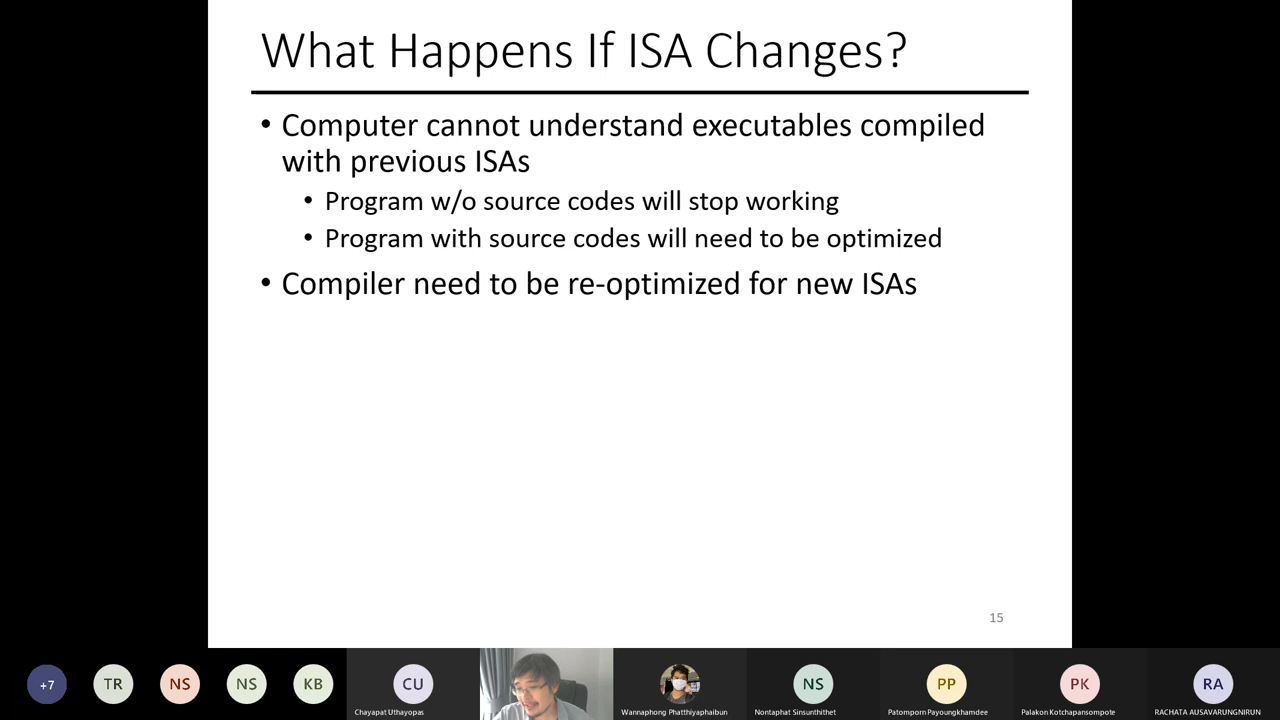 What Happens If ISA Changes?
• Computer cannot understand executables compiled
with previous ISAs
• Program w/o source codes will stop working
• Program with source codes will need to be optimized
• Compiler need to be re-optimized for new ISAs
15
+7
TR
NS
NS
KB
CU
NS
PP
PK
RA
Chayapat Uthayopas
Wannaphong Phatthiyaphaibun
Nontaphat Sinsunthithet
Patomporn Payoungkhamdee
Palakon Kotchapansompote
RACHATA AUSAVARUNGNIRUN